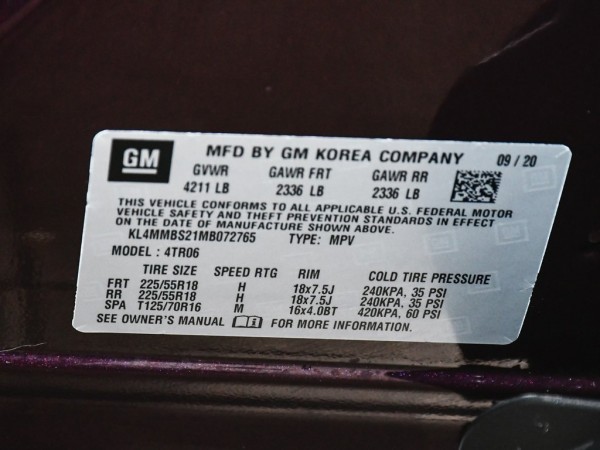 GM MFD BY GM KOREA COMPANY 09/20
GVWR GAWR FRT GAWR RR
4211 LB 2336 LB 2336 LB
THIS VEHICLE CONFORMS TO ALL APPLICABLE U.S. FEDERAL MOTOR
VEHICLE SAFETY AND THEFT PREVENTION STANDARDS IN EFFECT
ON THE DATE OF MANUFACTURE SHOWN ABOVE.
KL4MMBS21MB072765 TYPE: MPV
MODEL : 4TR06
TIRE SIZE SPEED RTG RIM COLD TIRE PRESSURE
FRT 225/55R18 H 18x7.5J 240KPA, 35 PSI
RR 225/55R18 H 18x7.5J 240KPA, 35 PSI
SPA T125/70R16 M 16x4.0BT 420KPA, 60 PSI
SEE OWNER'S MANUAL FOR MORE INFORMATION.